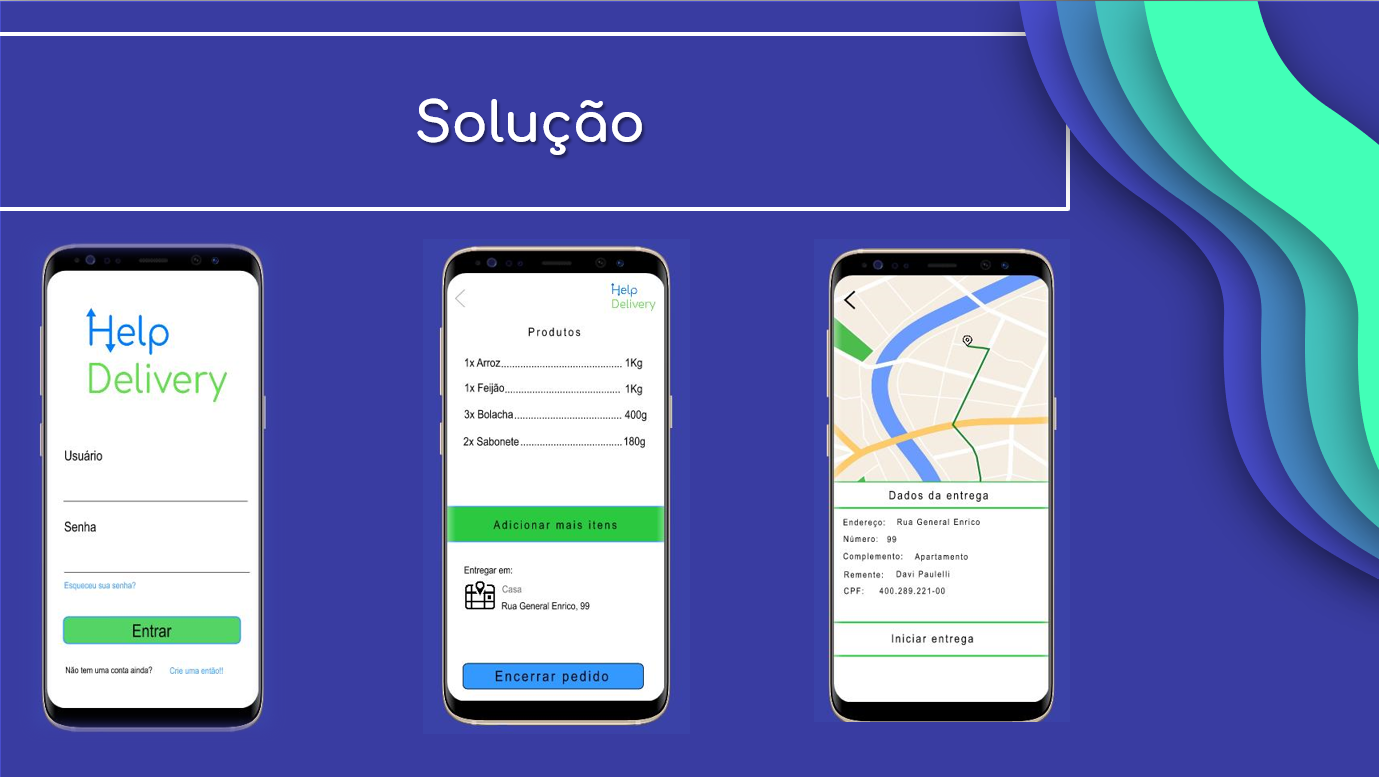 Solução
Help
Delivery
Usuário
Senha
Esqueceu sua senha?
Entrar
Não tem uma conta ainda? Crie uma então!!
Help
Delivery
Produtos
1x Arroz........................................ 1Kg
1x Feijão...................................... 1Kg
3x Bolacha................................... 400g
2x Sabonete.................................180g
Adicionar mais itens
Entregar em:
Casa
Rua General Enrico, 99
Encerrar pedido
Dados da entrega
Endereço: Rua General Enrico
Número: 99
Complemento: Apartamento
Remente: Davi Paulelli
CPF: 400.289.221-00
Iniciar entrega